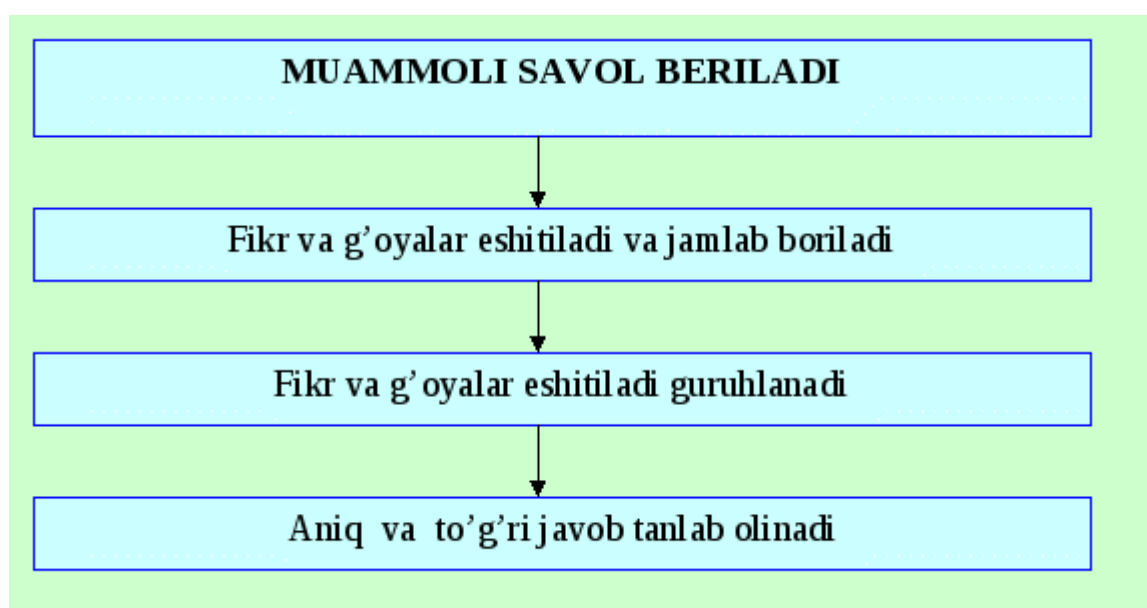 MUAMMOLI SAVOL BERILADI
Fikr va g’oyalar eshitiladi va jamlab boriladi
Fikr va g’oyalar eshitiladi guruhlanadi
Aniq va to’g’ri javob tanlab olinadi